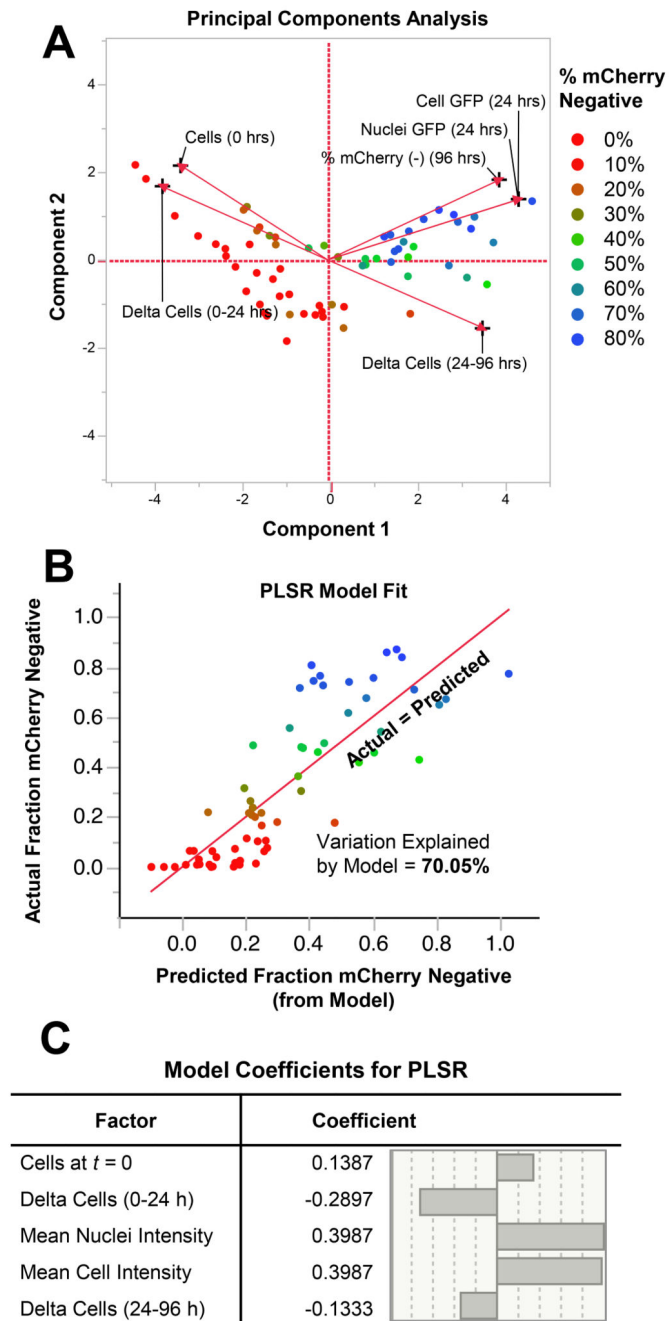 Principal Components Analysis
A
% mCherry
Negative
0%
10%
20%
30%
40%
50%
60%
70%
80%
Cell GFP (24 hrs)
Nuclei GFP (24 hrs)
% mCherry (-) (96 hrs)
Cells (0 hrs)
Delta Cells (0-24 hrs)
Delta Cells (24-96 hrs)
4
2
0
-2
-4
Component 2
-4
-2
0
2
4
Component 1
B
PLSR Model Fit
1.0
0.8
0.6
0.4
0.2
0.0
Actual Fraction mCherry Negative
Actual = Predicted
Variation Explained
by Model = 70.05%
0.0
0.2
0.4
0.6
0.8
1.0
Predicted Fraction mCherry Negative
(from Model)
C
Model Coefficients for PLSR
Factor Coefficient
Cells at t = 0 0.1387
Delta Cells (0-24 h) -0.2897
Mean Nuclei Intensity 0.3987
Mean Cell Intensity 0.3987
Delta Cells (24-96 h) -0.1333